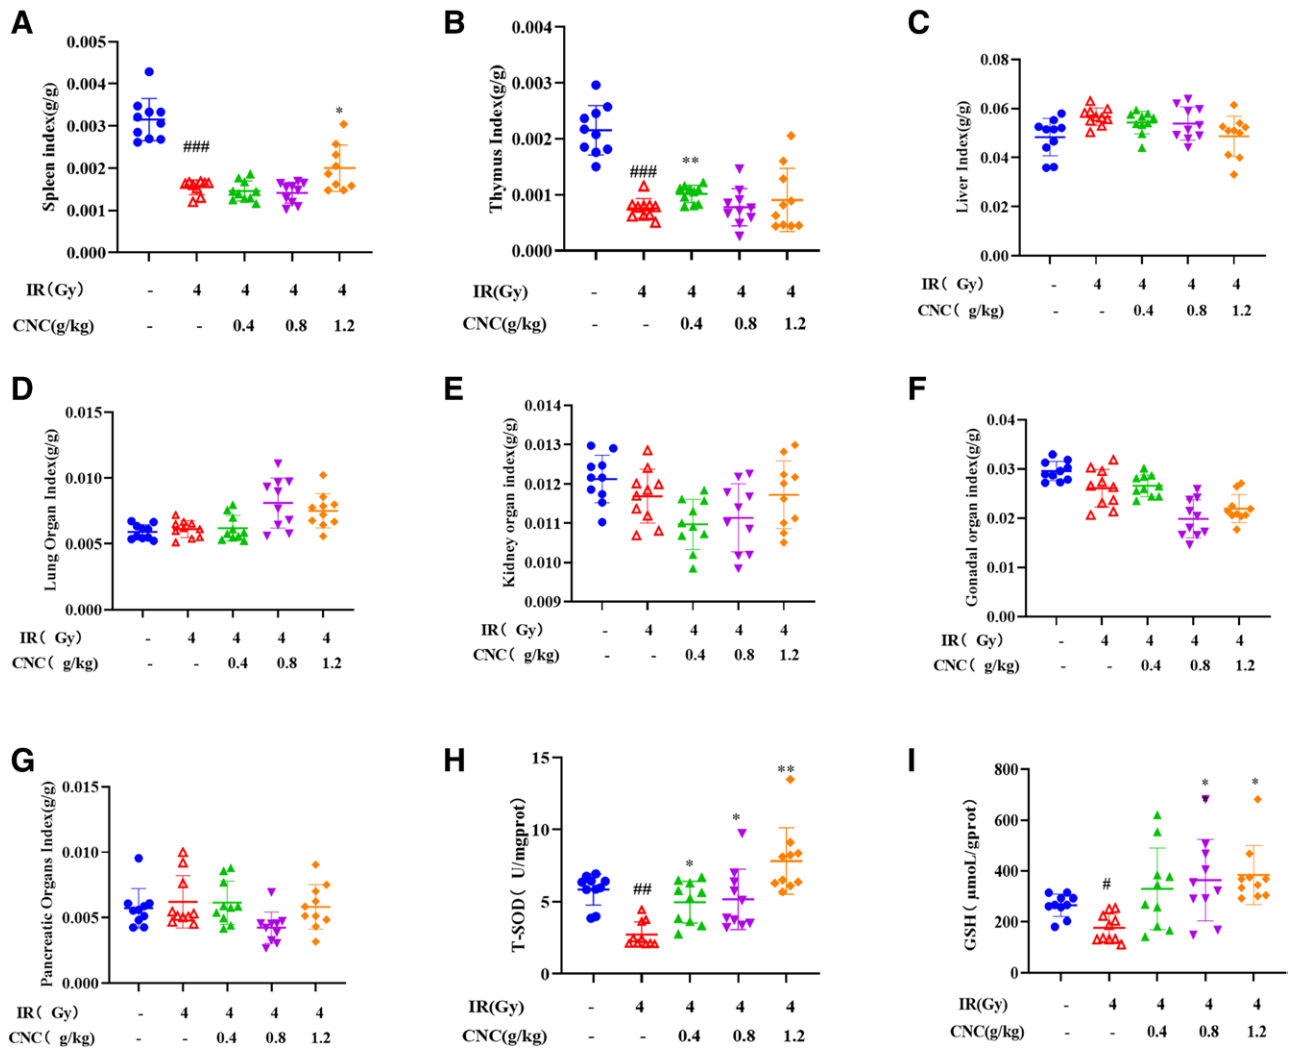 A
Spleen index(g/g)
0.005
0.004
0.003
0.002
0.001
0.000
###
*
IR(Gy) - 4 4 4 4
CNC(g/kg) - - 0.4 0.8 1.2
B
Thymus Index(g/g)
0.004
0.003
0.002
0.001
0.000
###
**
IR(Gy) - 4 4 4 4
CNC(g/kg) - - 0.4 0.8 1.2
C
Liver Index(g/g)
0.08
0.06
0.04
0.02
0.00
IR( Gy) - 4 4 4 4
CNC( g/kg) - - 0.4 0.8 1.2
D
Lung Organ Index(g/g)
0.015
0.010
0.005
0.000
IR( Gy) - 4 4 4 4
CNC( g/kg) - - 0.4 0.8 1.2
E
Kidney organ index(g/g)
0.014
0.013
0.012
0.011
0.010
0.009
IR( Gy) - 4 4 4 4
CNC( g/kg) - - 0.4 0.8 1.2
F
Gonadal organ index(g/g)
0.04
0.03
0.02
0.01
0.00
IR( Gy) - 4 4 4 4
CNC( g/kg) - - 0.4 0.8 1.2
G
Pancreatic Organs Index(g/g)
0.015
0.010
0.005
0.000
IR( Gy) - 4 4 4 4
CNC( g/kg) - - 0.4 0.8 1.2
H
T-SOD( U/mgprot)
15
10
5
0
##
*
*
**
IR(Gy) - 4 4 4 4
CNC(g/kg) - - 0.4 0.8 1.2
I
GSH( μmoL/gprot)
800
600
400
200
0
#
*
*
IR(Gy) - 4 4 4 4
CNC(g/kg) - - 0.4 0.8 1.2